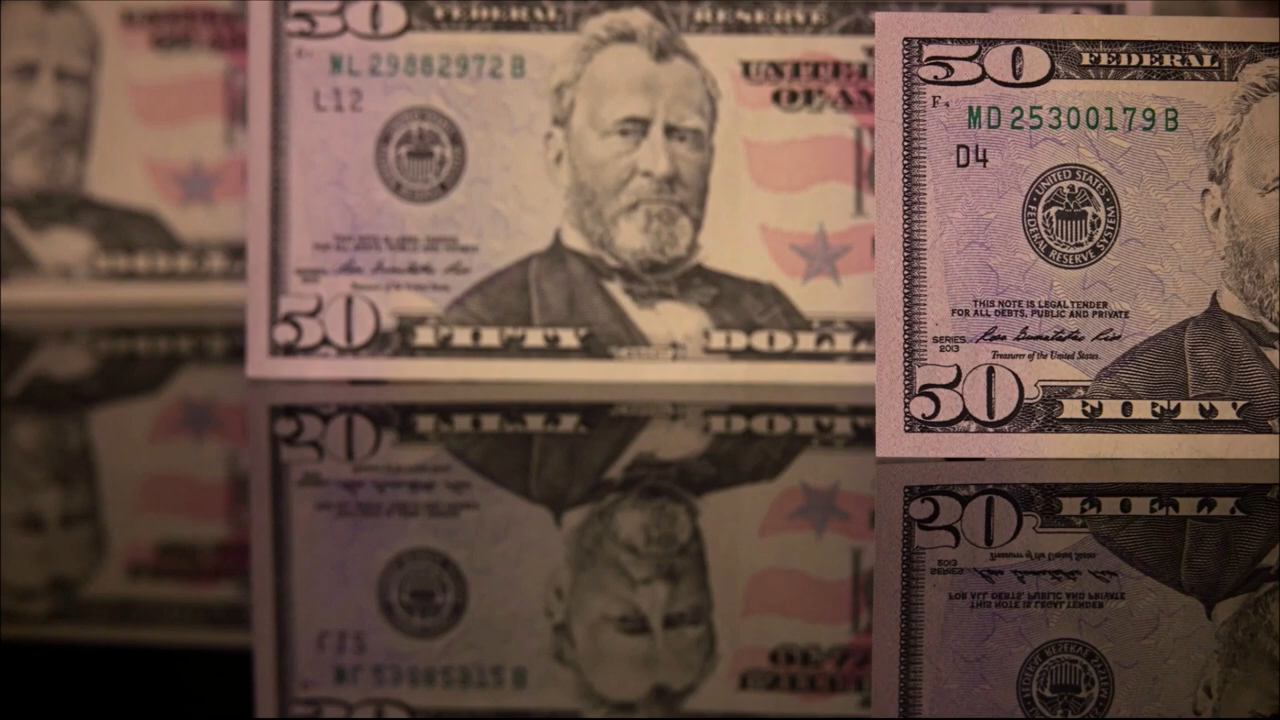 50 FEDERAL RESERVE
ML 29882972 B
L12
UNITED
OF AM
50 FIFTY DOLL
DOLL
50 FEDERAL
F4
MD 25300179 B
D4
UNITED STATES
FEDERAL RESERVE SYSTEM
THIS NOTE IS LEGAL TENDER
FOR ALL DEBTS, PUBLIC AND PRIVATE
SERIES
2013
Treasurer of the United States.
50 FIFTY